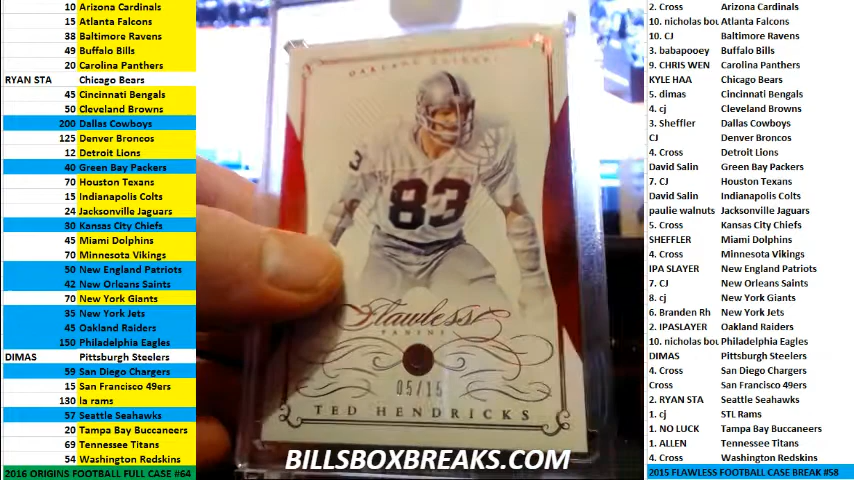 10 Arizona Cardinals
15 Atlanta Falcons
38 Baltimore Ravens
49 Buffalo Bills
20 Carolina Panthers
RYAN STA Chicago Bears
45 Cincinnati Bengals
50 Cleveland Browns
200 Dallas Cowboys
125 Denver Broncos
12 Detroit Lions
40 Green Bay Packers
70 Houston Texans
15 Indianapolis Colts
24 Jacksonville Jaguars
30 Kansas City Chiefs
45 Miami Dolphins
70 Minnesota Vikings
50 New England Patriots
42 New Orleans Saints
70 New York Giants
35 New York Jets
45 Oakland Raiders
150 Philadelphia Eagles
DIMAS Pittsburgh Steelers
59 San Diego Chargers
15 San Francisco 49ers
130 la rams
57 Seattle Seahawks
20 Tampa Bay Buccaneers
69 Tennessee Titans
54 Washington Redskins
2016 ORIGINS FOOTBALL FULL CASE #64
OAKLAND RAIDERS
83
3
Flawless
PANINI
05/15
TED HENDRICKS
BILLSBOXBREAKS.COM
2. Cross Arizona Cardinals
10. nicholas bou Atlanta Falcons
10. CJ Baltimore Ravens
3. babapooey Buffalo Bills
9. CHRIS WEN Carolina Panthers
KYLE HAA Chicago Bears
5. dimas Cincinnati Bengals
4. cj Cleveland Browns
3. Sheffler Dallas Cowboys
CJ Denver Broncos
4. Cross Detroit Lions
David Salin Green Bay Packers
7. CJ Houston Texans
David Salin Indianapolis Colts
paulie walnuts Jacksonville Jaguars
5. Cross Kansas City Chiefs
SHEFFLER Miami Dolphins
4. Cross Minnesota Vikings
IPA SLAYER New England Patriots
7. CJ New Orleans Saints
8. cj New York Giants
6. Branden Rh New York Jets
2. IPASLAYER Oakland Raiders
10. nicholas bou Philadelphia Eagles
DIMAS Pittsburgh Steelers
4. Cross San Diego Chargers
Cross San Francisco 49ers
2. RYAN STA Seattle Seahawks
1. cj STL Rams
1. NO LUCK Tampa Bay Buccaneers
1. ALLEN Tennessee Titans
4. Cross Washington Redskins
2015 FLAWLESS FOOTBALL CASE BREAK #58